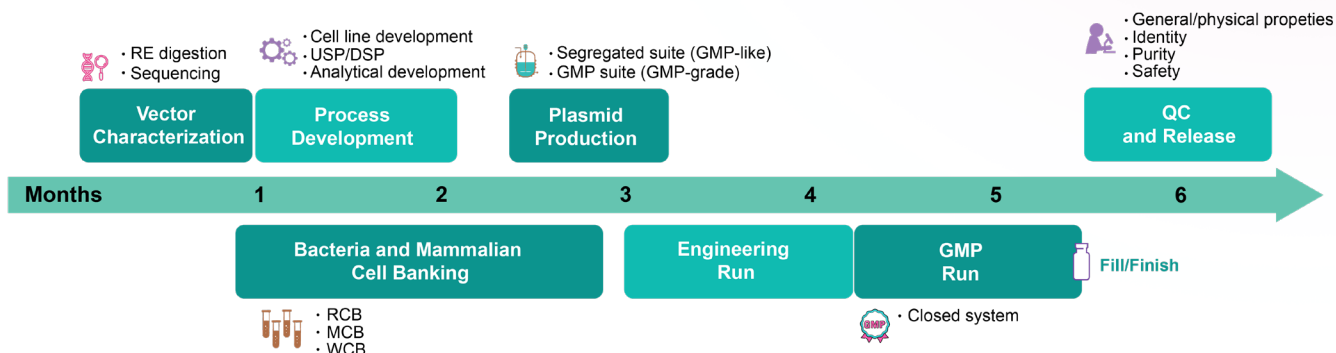 · RE digestion
· Sequencing
· Cell line development
· USP/DSP
· Analytical development
· Segregated suite (GMP-like)
· GMP suite (GMP-grade)
· General/physical propeties
· Identity
· Purity
· Safety
Vector
Characterization
Process
Development
Plasmid
Production
QC
and Release
Months 1 2 3 4 5 6
Bacteria and Mammalian
Cell Banking
Engineering
Run
GMP
Run
Fill/Finish
· RCB
· MCB
· WCB
GMP
· Closed system